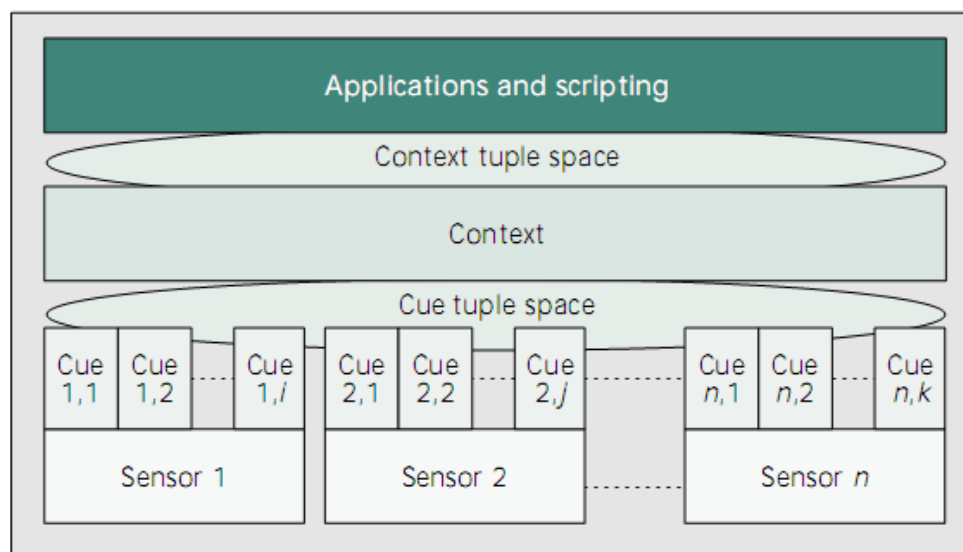 Applications and scripting
Context tuple space
Context
Cue tuple space
Cue Cue Cue Cue Cue Cue Cue Cue Cue
1,1 1,2 1,i 2,1 2,2 2,j n,1 n,2 n,k
Sensor 1 Sensor 2 Sensor n